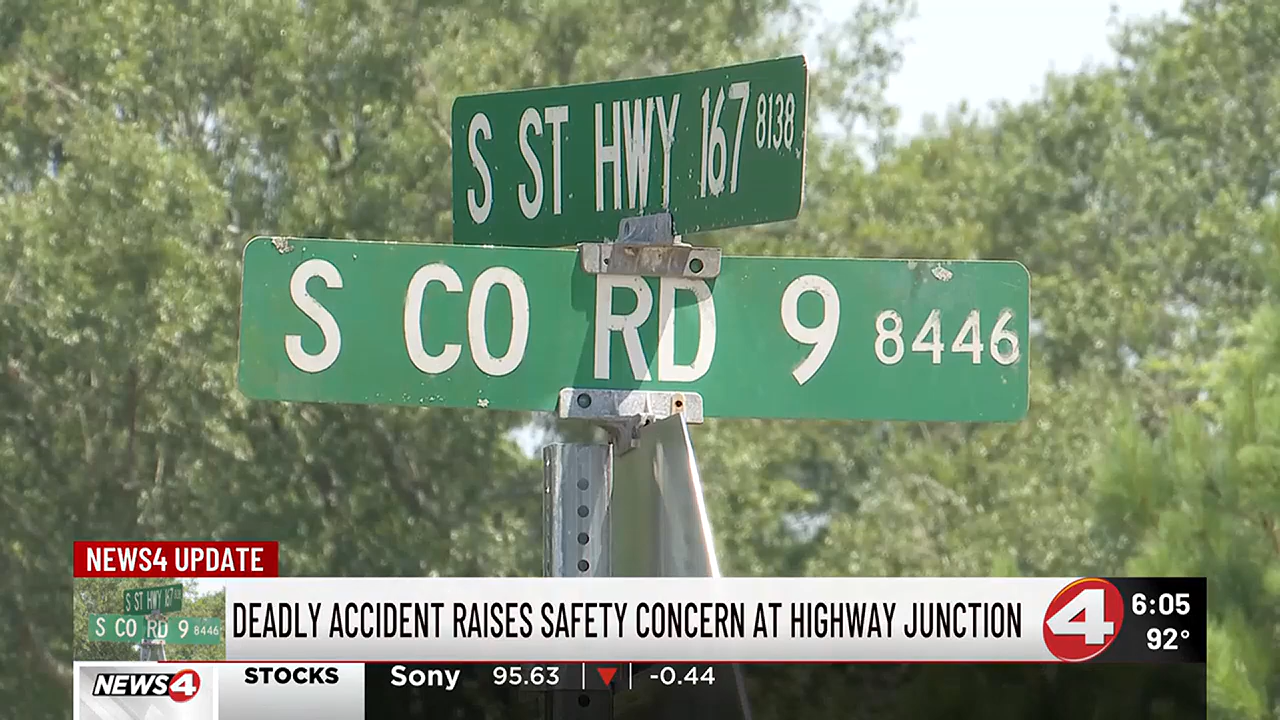 S ST HWY 167 8138
S CO RD 9 8446
NEWS4 UPDATE
S ST HWY 167 8138
S CO RD 9 8446
DEADLY ACCIDENT RAISES SAFETY CONCERN AT HIGHWAY JUNCTION
4
6:05
92°
NEWS4
STOCKS
Sony 95.63 -0.44